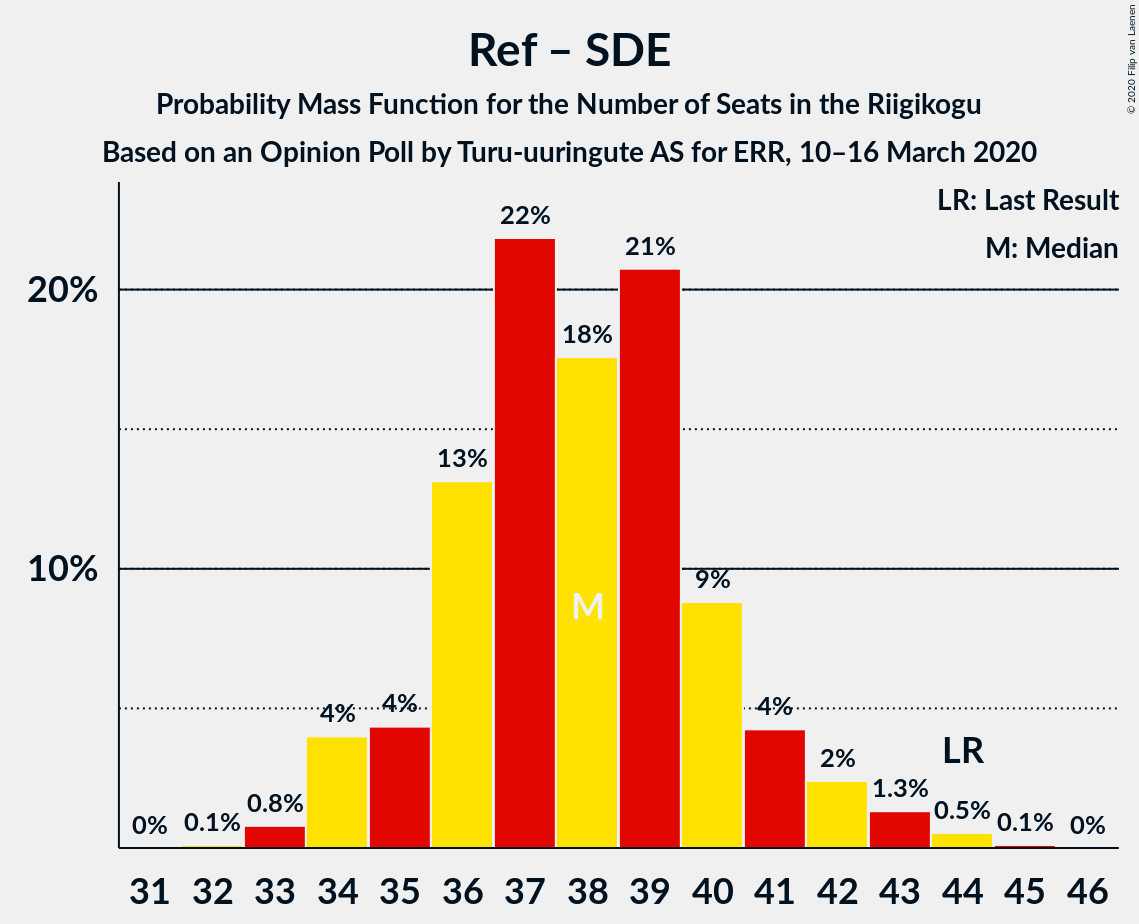 Ref – SDE
Probability Mass Function for the Number of Seats in the Riigikogu
Based on an Opinion Poll by Turu-uuringute AS for ERR, 10–16 March 2020
© 2020 Filip van Laenen
LR: Last Result
M: Median
20%
10%
0%
0.1%
0.8%
4%
4%
13%
22%
18%
21%
9%
4%
2%
1.3%
0.5%
0.1%
0%
M
LR
31 32 33 34 35 36 37 38 39 40 41 42 43 44 45 46